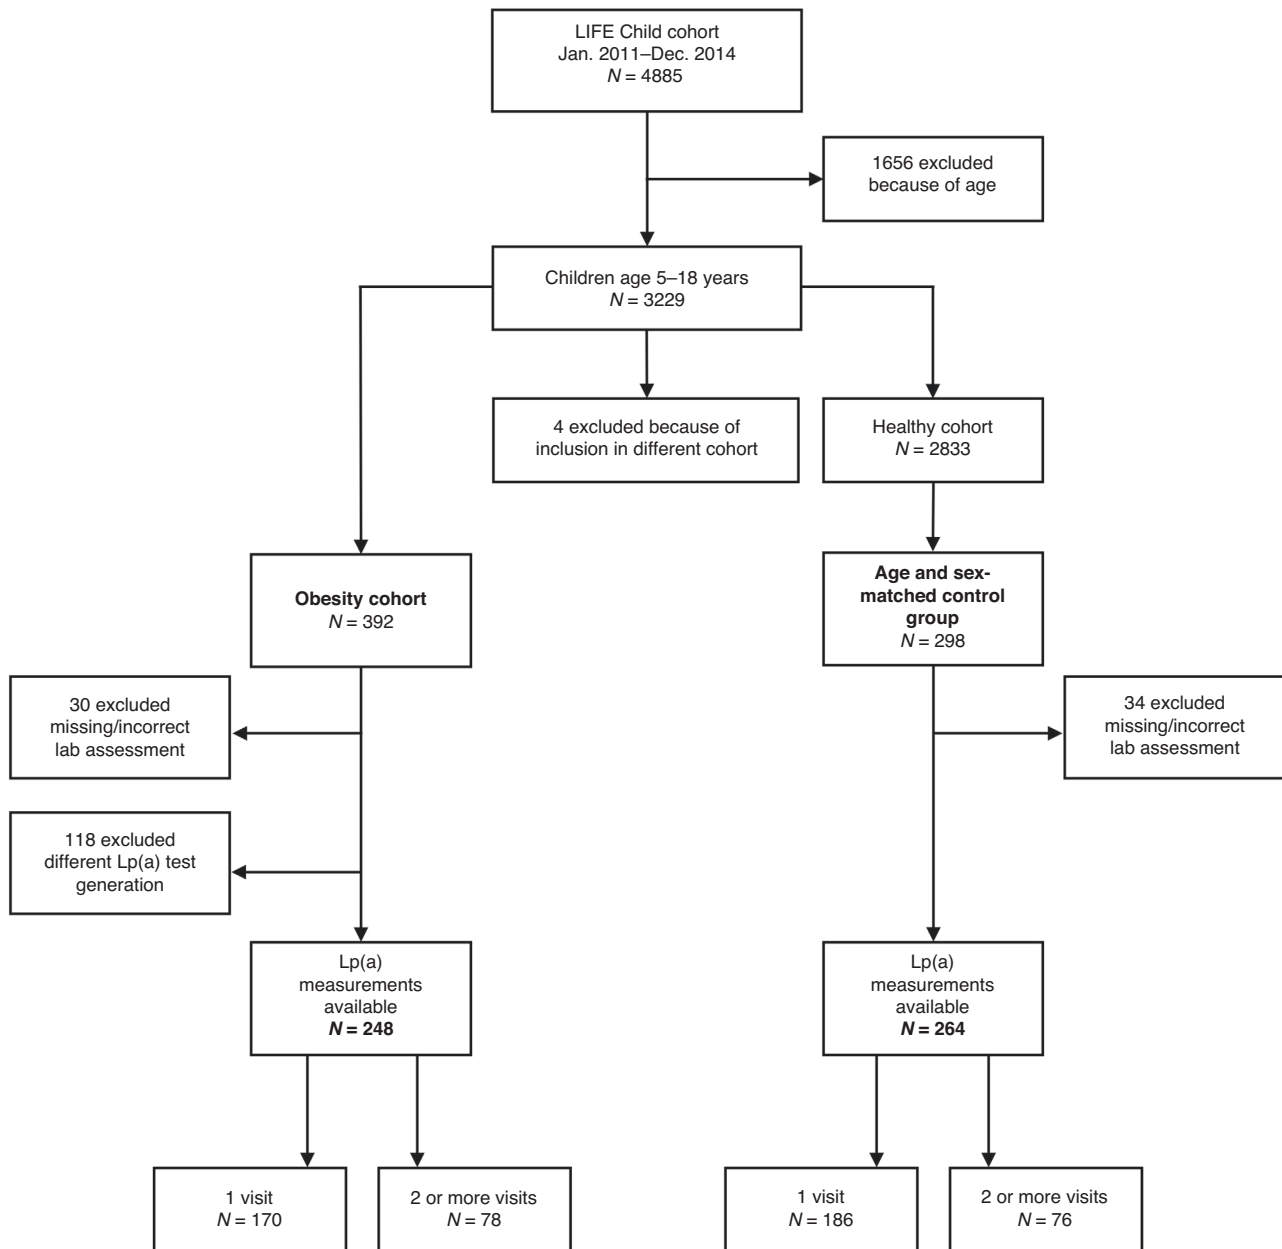 LIFE Child cohort
Jan. 2011–Dec. 2014
N = 4885
1656 excluded
because of age
Children age 5–18 years
N = 3229
4 excluded because of
inclusion in different cohort
Healthy cohort
N = 2833
Obesity cohort
N = 392
Age and sex-
matched control
group
N = 298
30 excluded
missing/incorrect
lab assessment
34 excluded
missing/incorrect
lab assessment
118 excluded
different Lp(a) test
generation
Lp(a)
measurements
available
N = 248
Lp(a)
measurements
available
N = 264
1 visit
N = 170
2 or more visits
N = 78
1 visit
N = 186
2 or more visits
N = 76